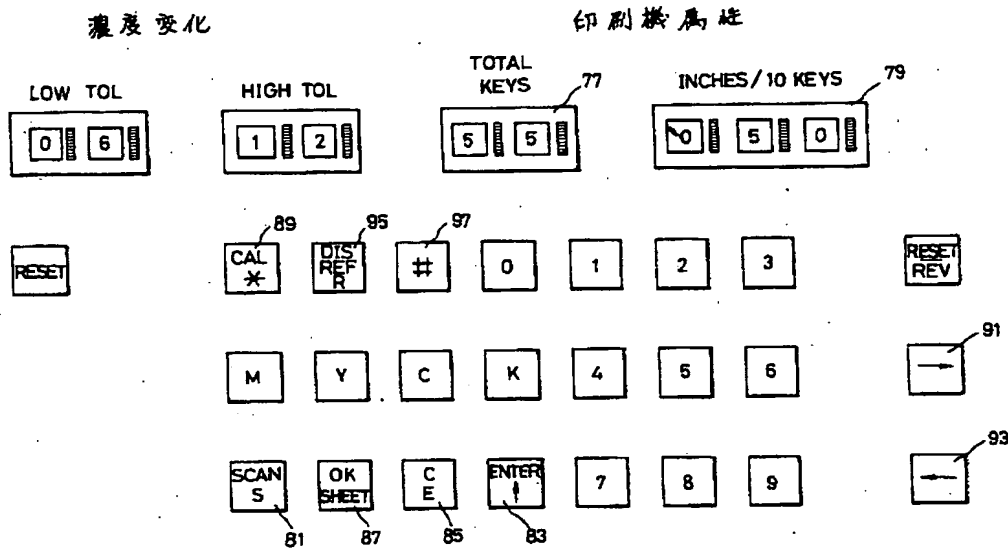 濃度変化 印刷機属性
TOTAL
LOW TOL HIGH TOL KEYS 77 INCHES/10 KEYS 79
0 6 1 2 5 5 0 5 0
89 95 97
RESET CAL * DIS REF R # 0 1 2 3 RESET REV
91
M Y C K 4 5 6 →
93
SCAN S OK SHEET C E ENTER ↑ 7 8 9 ←
81 87 85 83